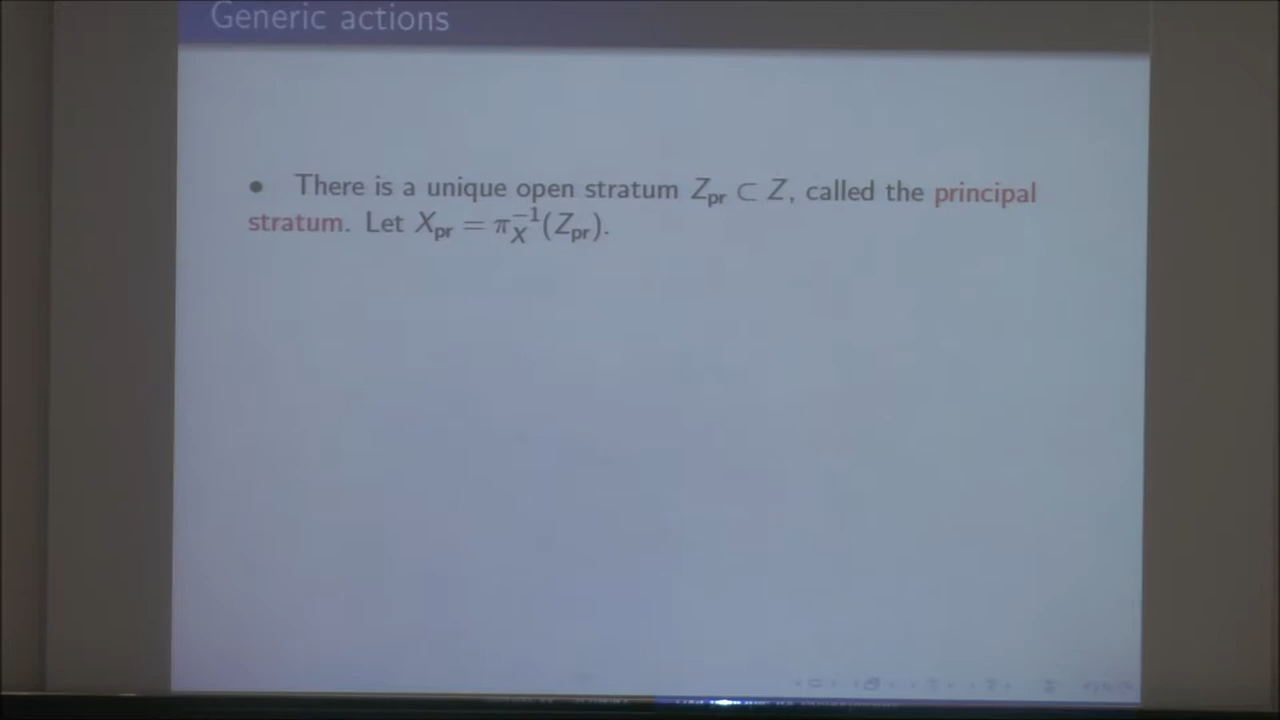 Generic actions
• There is a unique open stratum Z_pr ⊂ Z, called the principal
stratum. Let X_pr = π_X^{-1}(Z_pr).